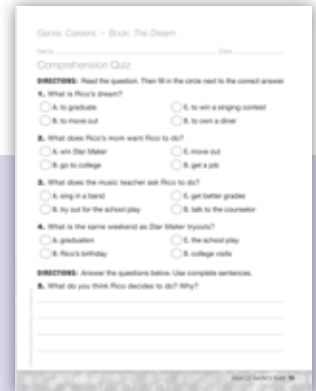 Genre: Careers • Book: The Dream
Name Date
Comprehension Quiz
DIRECTIONS: Read the question. Then fill in the circle next to the correct answer.
1. What is Rico's dream?
A. to graduate C. to win a singing contest
B. to move out D. to own a diner
2. What does Rico's mom want Rico to do?
A. win Star Maker C. move out
B. go to college D. get a job
3. What does the music teacher ask Rico to do?
A. sing in a band C. get better grades
B. try out for the school play D. talk to the counselor
4. What is the same weekend as Star Maker tryouts?
A. graduation C. the school play
B. Rico's birthday D. college visits
DIRECTIONS: Answer the questions below. Use complete sentences.
5. What do you think Rico decides to do? Why?
Teacher's Guide